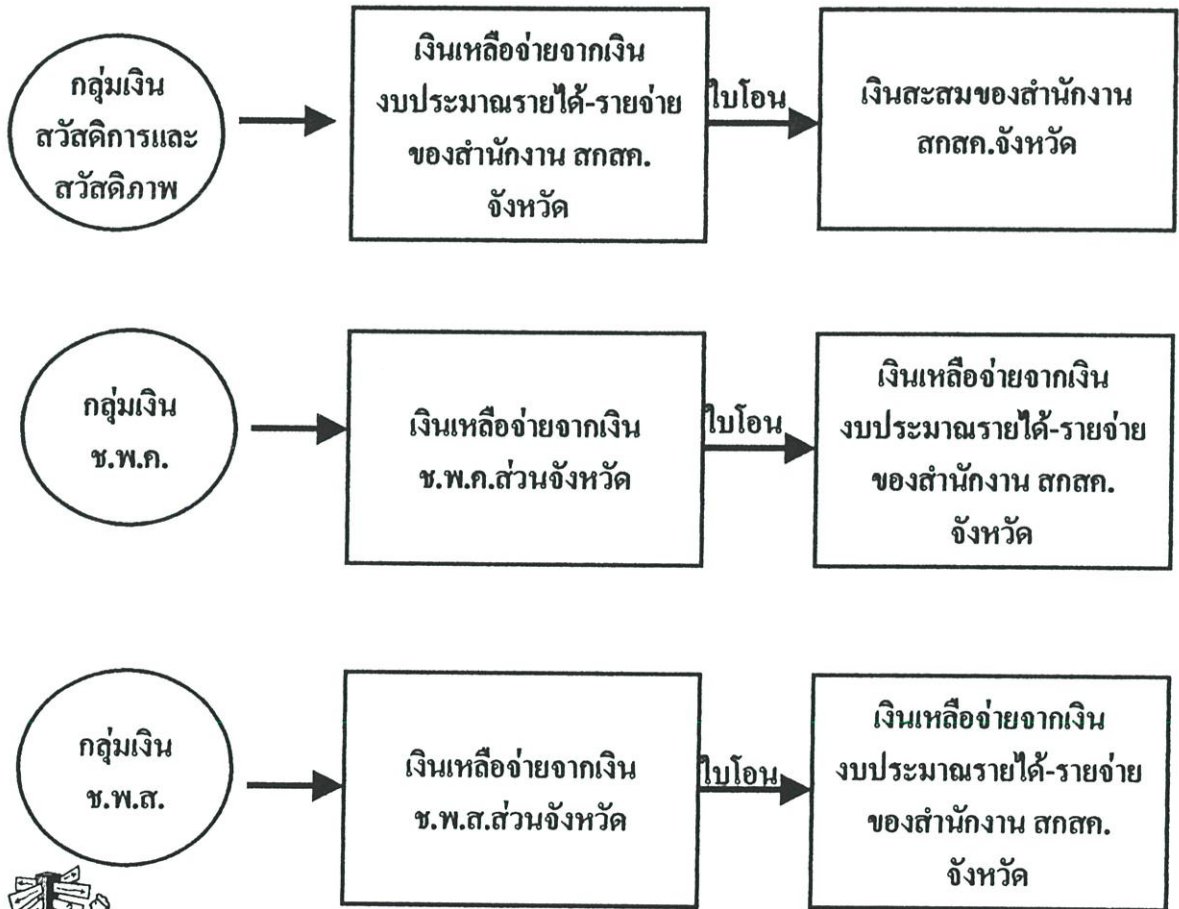 กลุ่มเงิน
สวัสดิการและ
สวัสดิภาพ
เงินเหลือจ่ายจากเงิน
งบประมาณรายได้-รายจ่าย
ของสำนักงาน สกสค.
จังหวัด
ใบโอน
เงินสะสมของสำนักงาน
สกสค.จังหวัด
กลุ่มเงิน
ช.พ.ค.
เงินเหลือจ่ายจากเงิน
ช.พ.ค.ส่วนจังหวัด
ใบโอน
เงินเหลือจ่ายจากเงิน
งบประมาณรายได้-รายจ่าย
ของสำนักงาน สกสค.
จังหวัด
กลุ่มเงิน
ช.พ.ส.
เงินเหลือจ่ายจากเงิน
ช.พ.ส.ส่วนจังหวัด
ใบโอน
เงินเหลือจ่ายจากเงิน
งบประมาณรายได้-รายจ่าย
ของสำนักงาน สกสค.
จังหวัด